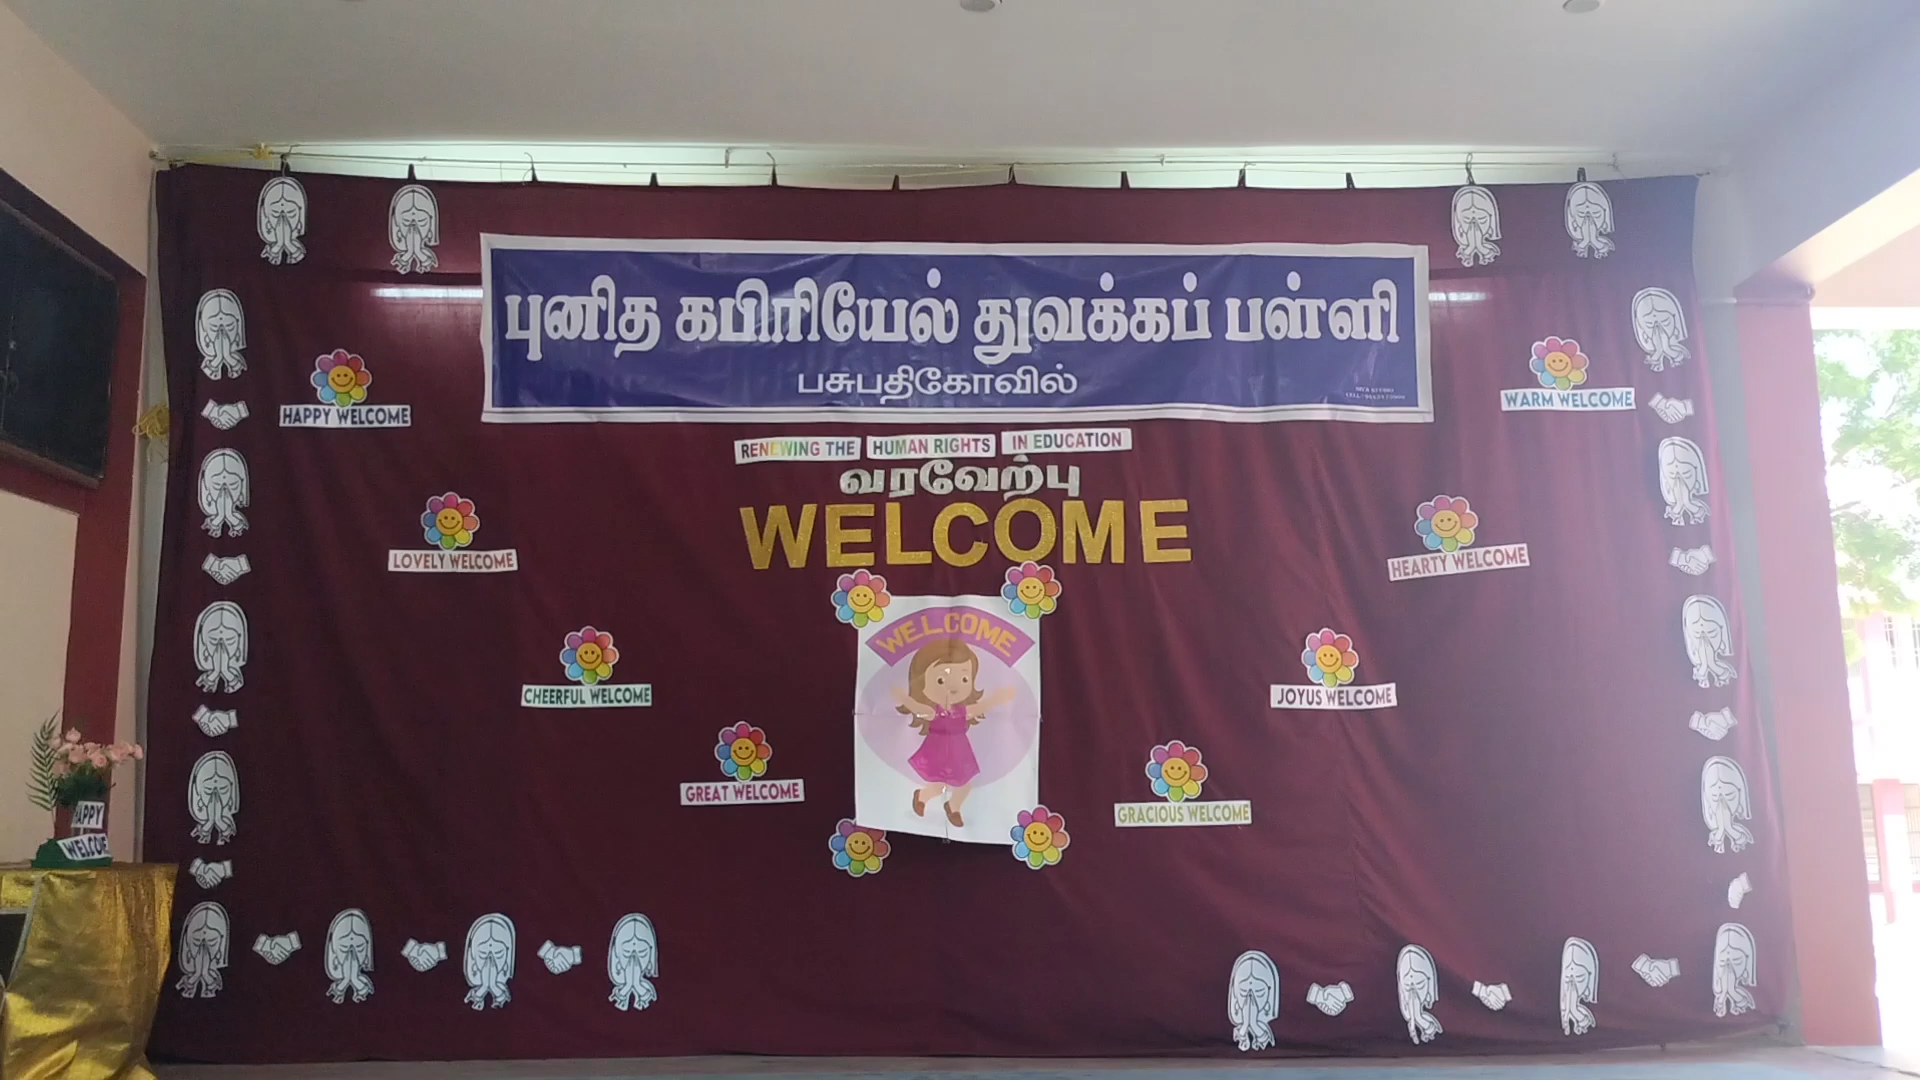 புனித கபிரியேல் துவக்கப் பள்ளி
பசுபதிகோவில்
RENEWING THE HUMAN RIGHTS IN EDUCATION
வரவேற்பு
WELCOME
WELCOME
HAPPY WELCOME
WARM WELCOME
LOVELY WELCOME
HEARTY WELCOME
CHEERFUL WELCOME
JOYUS WELCOME
GREAT WELCOME
GRACIOUS WELCOME
HAPPY
WELCOME